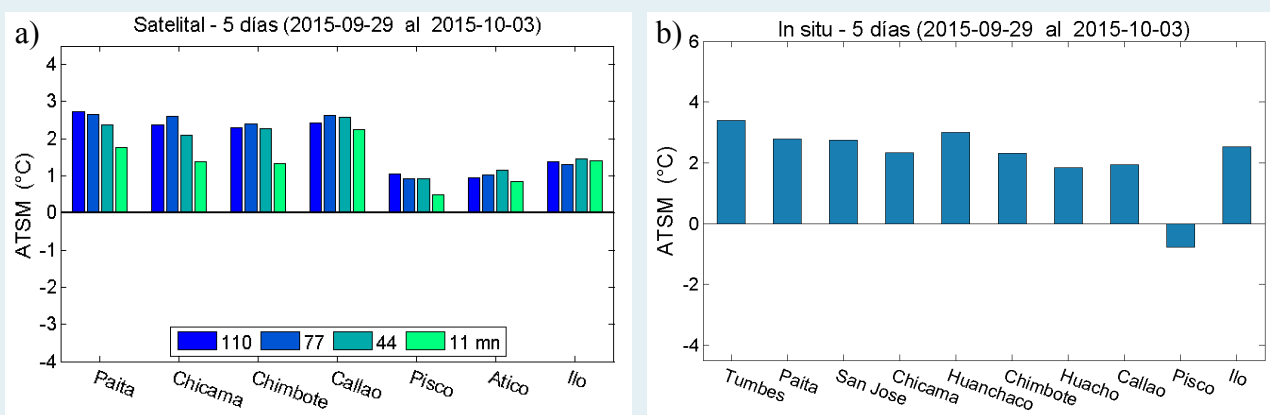 a)
Satelital - 5 días (2015-09-29 al 2015-10-03)
ATSM (°C)
4
3
2
1
0
-1
-2
-3
-4
110 77 44 11 mn
Paita Chicama Chimbote Callao Pisco Atico Ilo
b)
In situ - 5 días (2015-09-29 al 2015-10-03)
ATSM (°C)
6
4
2
0
-2
-4
Tumbes Paita San Jose Chicama Huanchaco Chimbote Huacho Callao Pisco Ilo